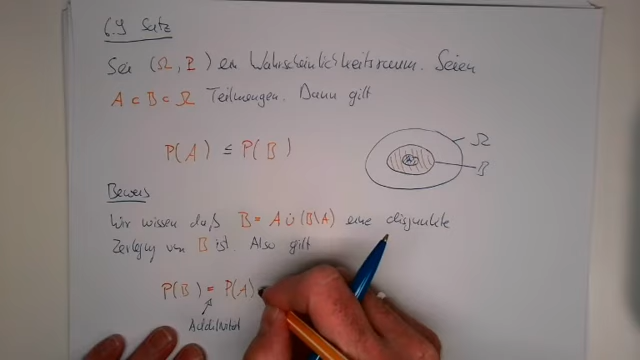 6.9 Satz
Sei (Ω, P) ein Wahrscheinlichkeitsraum. Seien
A ⊂ B ⊂ Ω Teilmengen. Dann gilt
P(A) ≤ P(B)
Ω
A
B
Beweis
Wir wissen daß B = A ∪̇ (B\A) eine disjunkte
Zerlegung von B ist. Also gilt
P(B) = P(A)
Additivität